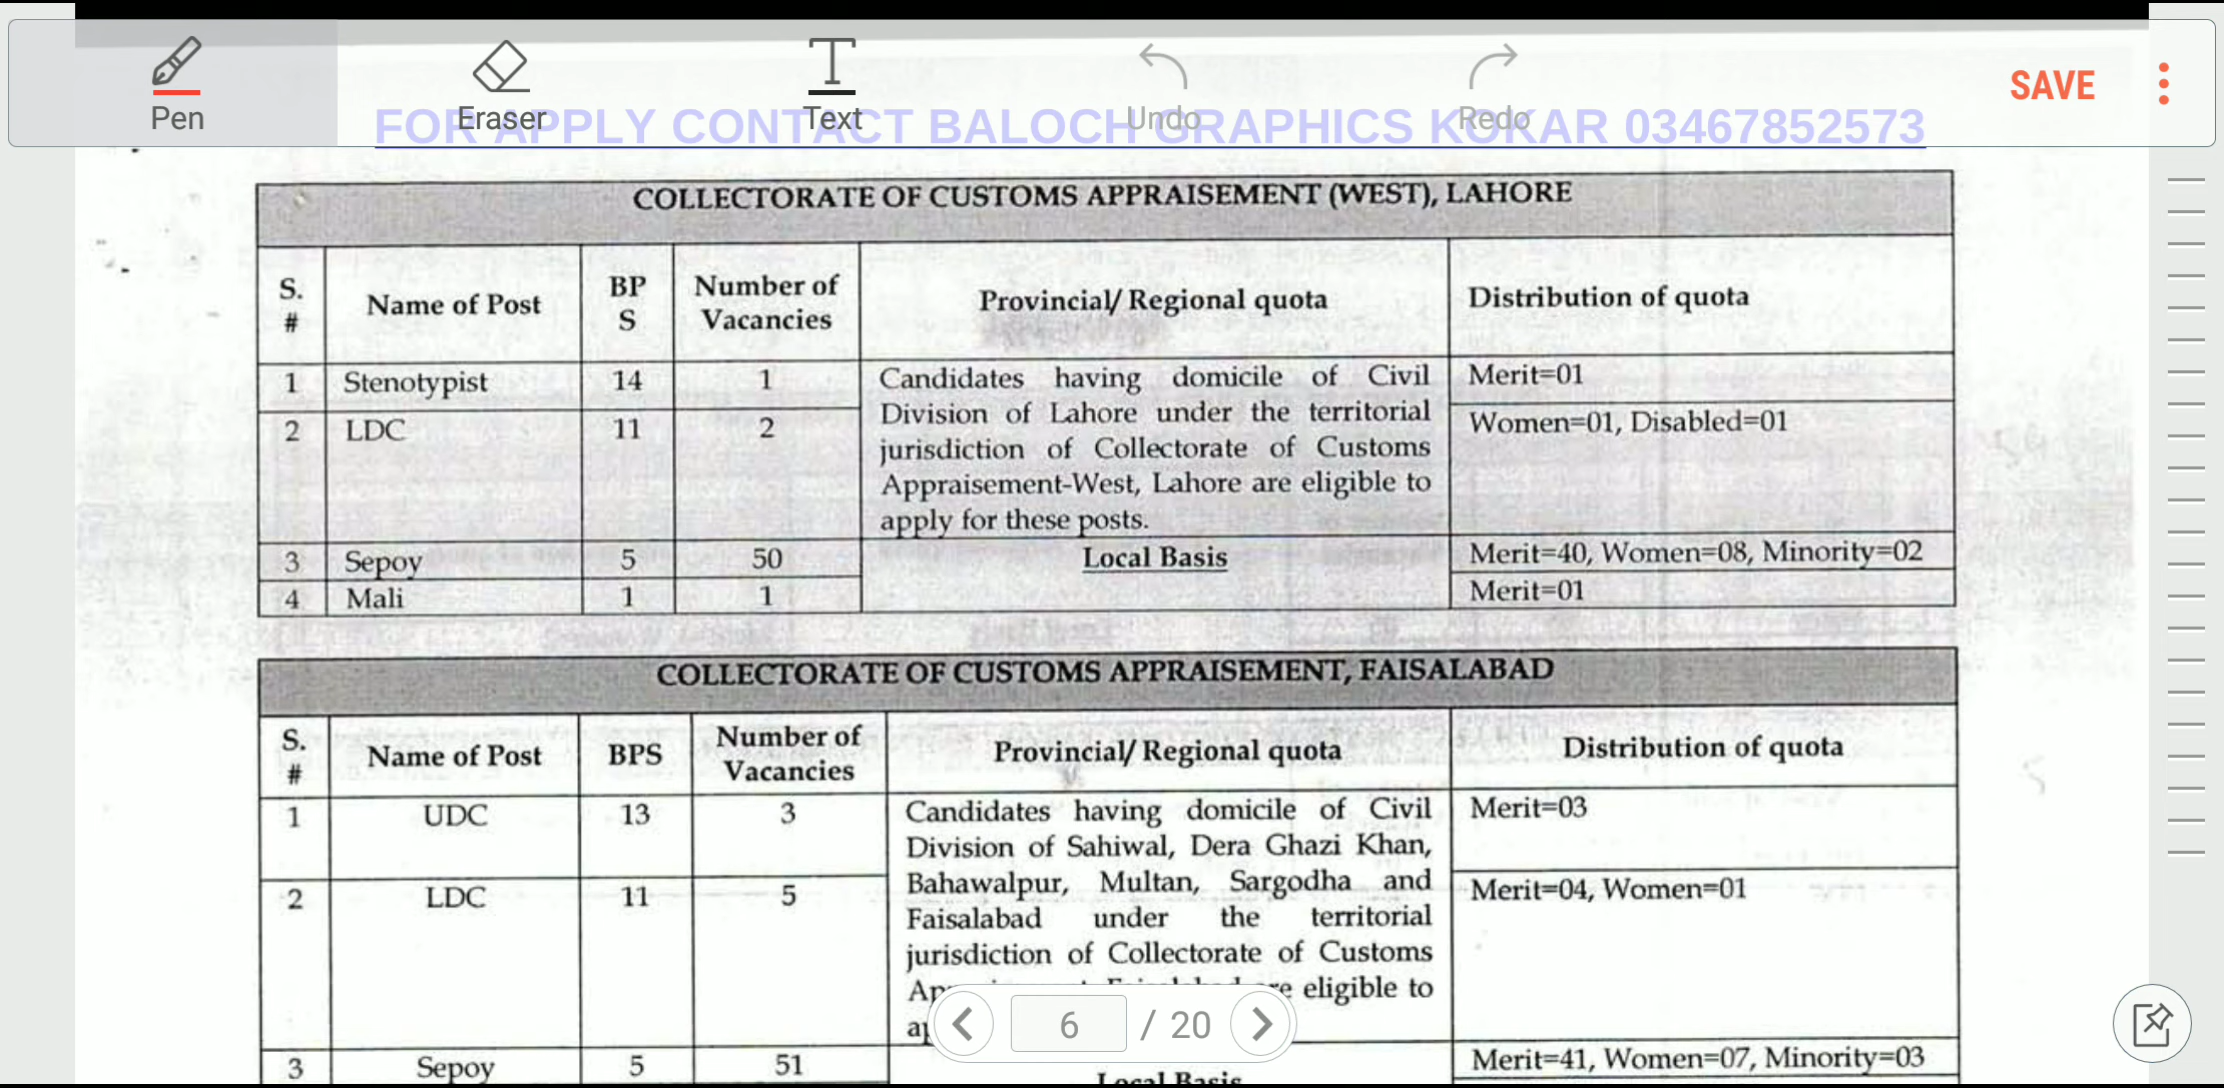 Pen
Eraser
Text
Undo
Redo
SAVE
FOR APPLY CONTACT BALOCH GRAPHICS KOKAR 03467852573
COLLECTORATE OF CUSTOMS APPRAISEMENT (WEST), LAHORE
S. # Name of Post BP S Number of Vacancies Provincial/ Regional quota Distribution of quota
1 Stenotypist 14 1
2 LDC 11 2
3 Sepoy 5 50
4 Mali 1 1
Candidates having domicile of Civil
Division of Lahore under the territorial
jurisdiction of Collectorate of Customs
Appraisement-West, Lahore are eligible to
apply for these posts.
Local Basis
Merit=01
Women=01, Disabled=01
Merit=40, Women=08, Minority=02
Merit=01
COLLECTORATE OF CUSTOMS APPRAISEMENT, FAISALABAD
S. # Name of Post BPS Number of Vacancies Provincial/ Regional quota Distribution of quota
1 UDC 13 3
2 LDC 11 5
3 Sepoy 5 51
Candidates having domicile of Civil
Division of Sahiwal, Dera Ghazi Khan,
Bahawalpur, Multan, Sargodha and
Faisalabad under the territorial
jurisdiction of Collectorate of Customs
eligible to
Local Basis
Merit=03
Merit=04, Women=01
Merit=41, Women=07, Minority=03
6 / 20